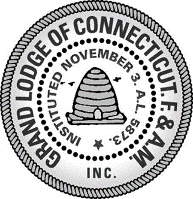 GRAND LODGE OF CONNECTICUT. F.&A.M.
INSTITUTED NOVEMBER 3. A.L. 5873.
INC.